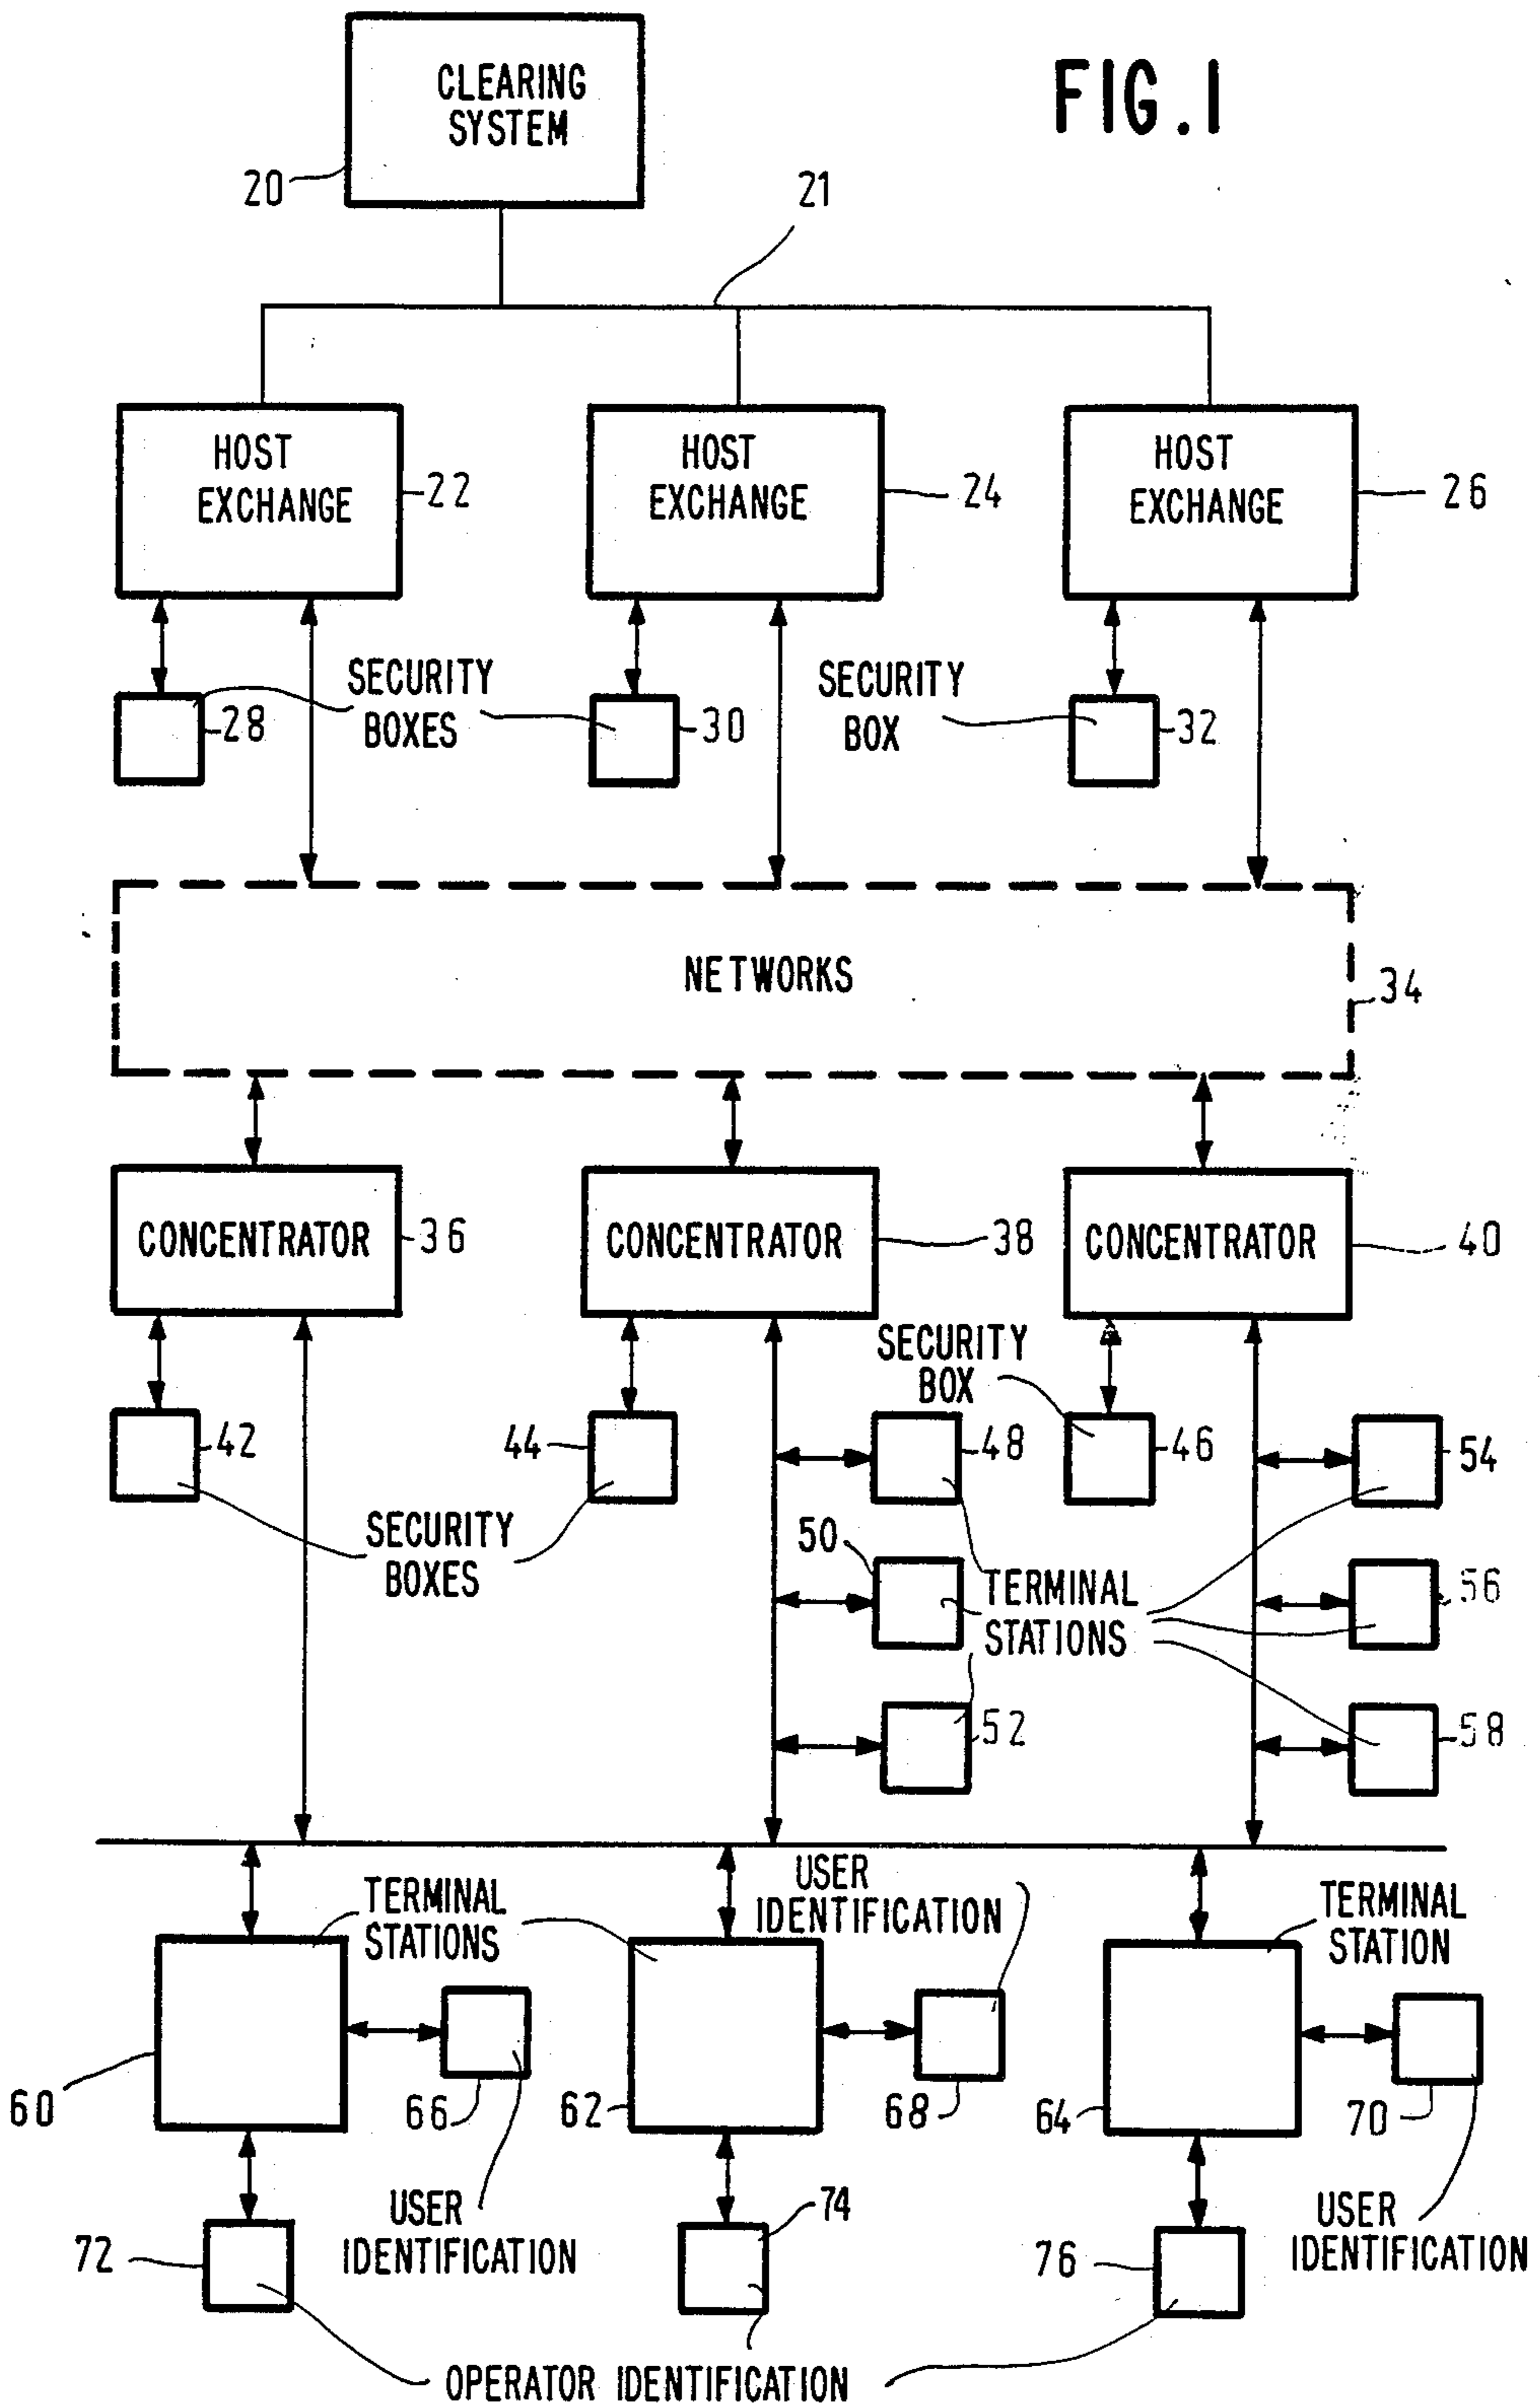 FIG. 1
CLEARING
SYSTEM
20
21
HOST
EXCHANGE
22
HOST
EXCHANGE
24
HOST
EXCHANGE
26
SECURITY
BOXES
28
30
SECURITY
BOX
32
NETWORKS
34
CONCENTRATOR
36
CONCENTRATOR
38
CONCENTRATOR
40
SECURITY
BOX
42
44
48
46
54
SECURITY
BOXES
50
TERMINAL
STATIONS
56
52
58
TERMINAL
STATIONS
USER
IDENTIFICATION
TERMINAL
STATION
60
66
62
68
64
70
USER
IDENTIFICATION
74
USER
IDENTIFICATION
72
76
OPERATOR IDENTIFICATION